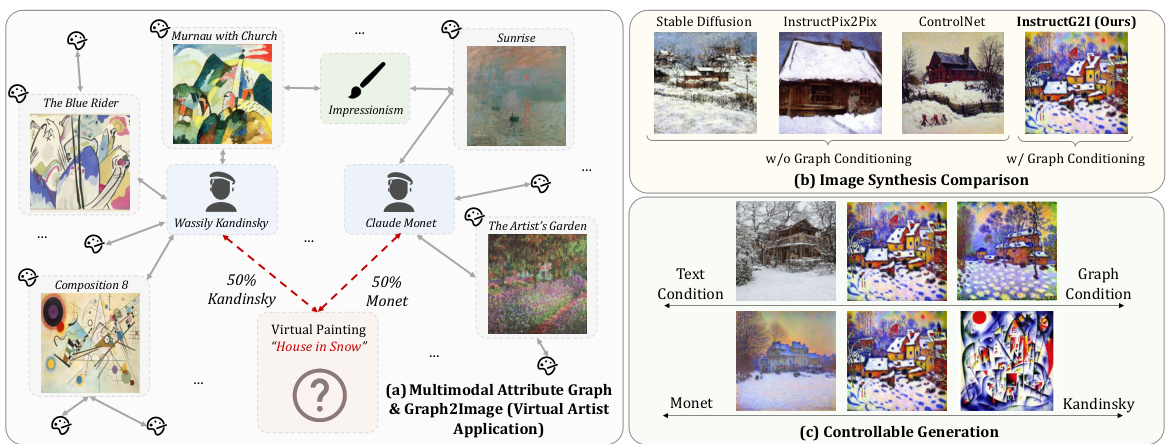 Murnau with Church
...
Sunrise
The Blue Rider
Impressionism
Wassily Kandinsky
Claude Monet
...
...
...
The Artist's Garden
50%
Kandinsky
50%
Monet
Composition 8
Virtual Painting
"House in Snow"
...
...
(a) Multimodal Attribute Graph
& Graph2Image (Virtual Artist
Application)
Stable Diffusion
InstructPix2Pix
ControlNet
InstructG2I (Ours)
w/o Graph Conditioning
w/ Graph Conditioning
(b) Image Synthesis Comparison
Text
Condition
Graph
Condition
Monet
Kandinsky
(c) Controllable Generation